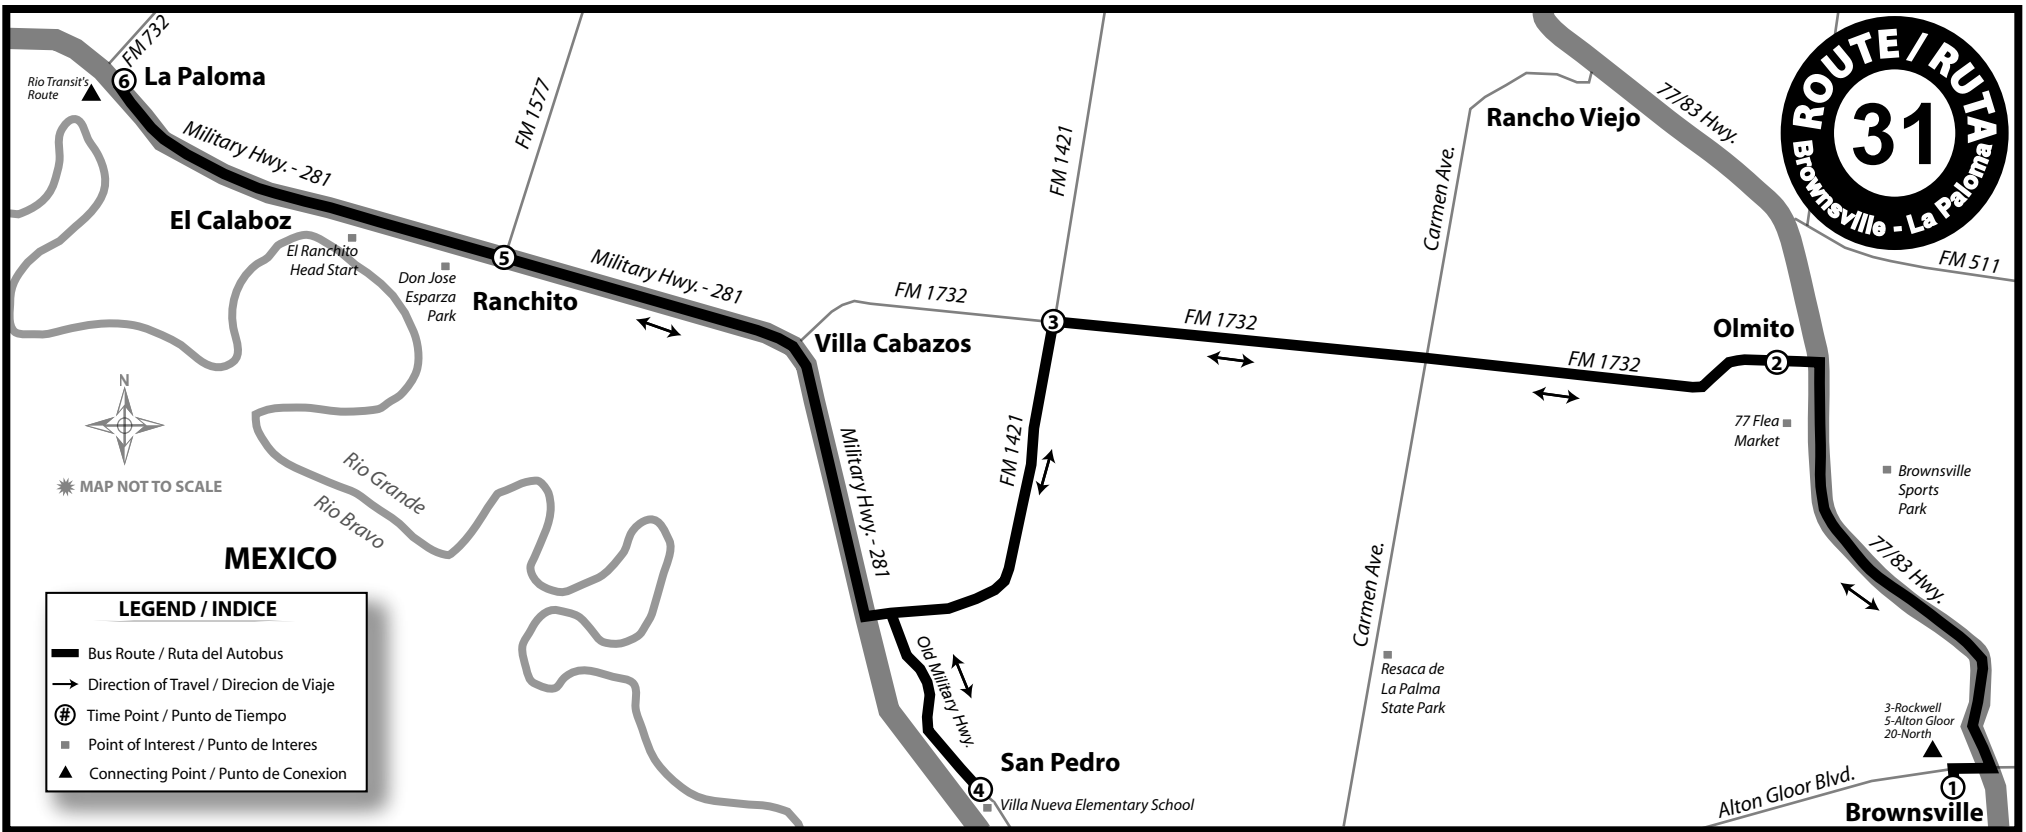 FM 732
6
La Paloma
Rio Transit's
Route
Military Hwy. - 281
El Calaboz
El Ranchito
Head Start
Don Jose
Esparza
Park
FM 1577
5
Ranchito
Military Hwy. - 281
FM 1732
Villa Cabazos
FM 1421
3
FM 1732
FM 1732
Carmen Ave.
Rancho Viejo
77/83 Hwy.
ROUTE / RUTA
31
Brownsville - La Paloma
FM 511
Olmito
2
77 Flea
Market
Brownsville
Sports
Park
77/83 Hwy.
N
MAP NOT TO SCALE
Rio Grande
Rio Bravo
MEXICO
Military Hwy. - 281
FM 1421
Old Military Hwy.
San Pedro
4
Villa Nueva Elementary School
Carmen Ave.
Resaca de
La Palma
State Park
3-Rockwell
5-Alton Gloor
20-North
Alton Gloor Blvd.
1
Brownsville
LEGEND / INDICE
Bus Route / Ruta del Autobus
Direction of Travel / Direcion de Viaje
# Time Point / Punto de Tiempo
Point of Interest / Punto de Interes
Connecting Point / Punto de Conexion